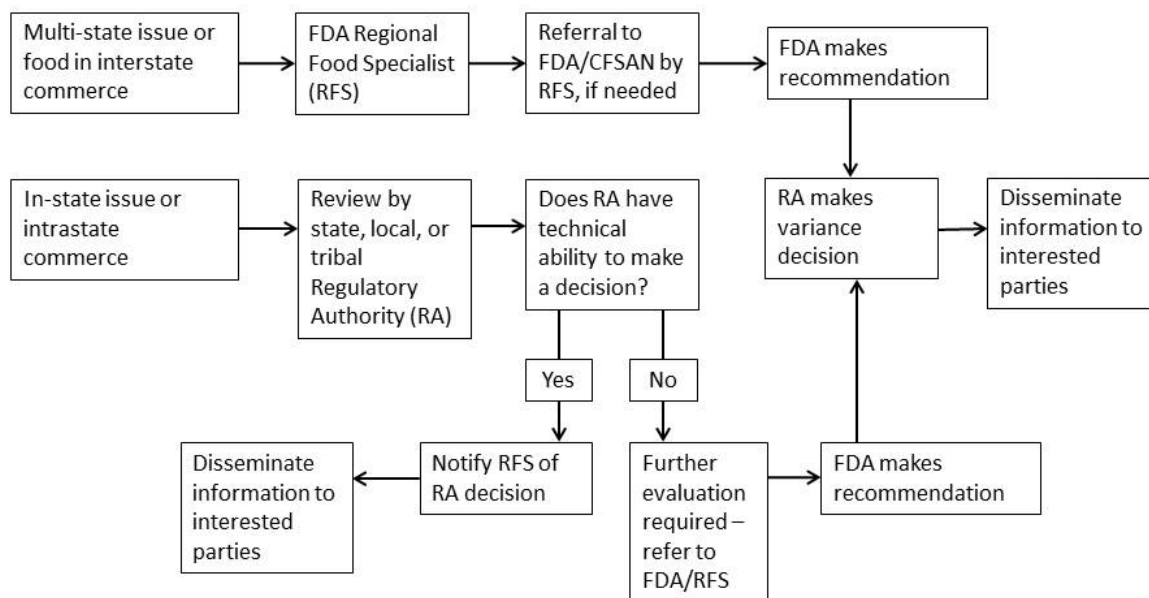 Multi-state issue or
food in interstate
commerce
FDA Regional
Food Specialist
(RFS)
Referral to
FDA/CFSAN by
RFS, if needed
FDA makes
recommendation
In-state issue or
intrastate
commerce
Review by
state, local, or
tribal
Regulatory
Authority (RA)
Does RA have
technical
ability to make
a decision?
RA makes
variance
decision
Disseminate
information to
interested
parties
Yes
No
Disseminate
information to
interested
parties
Notify RFS of
RA decision
Further
evaluation
required –
refer to
FDA/RFS
FDA makes
recommendation